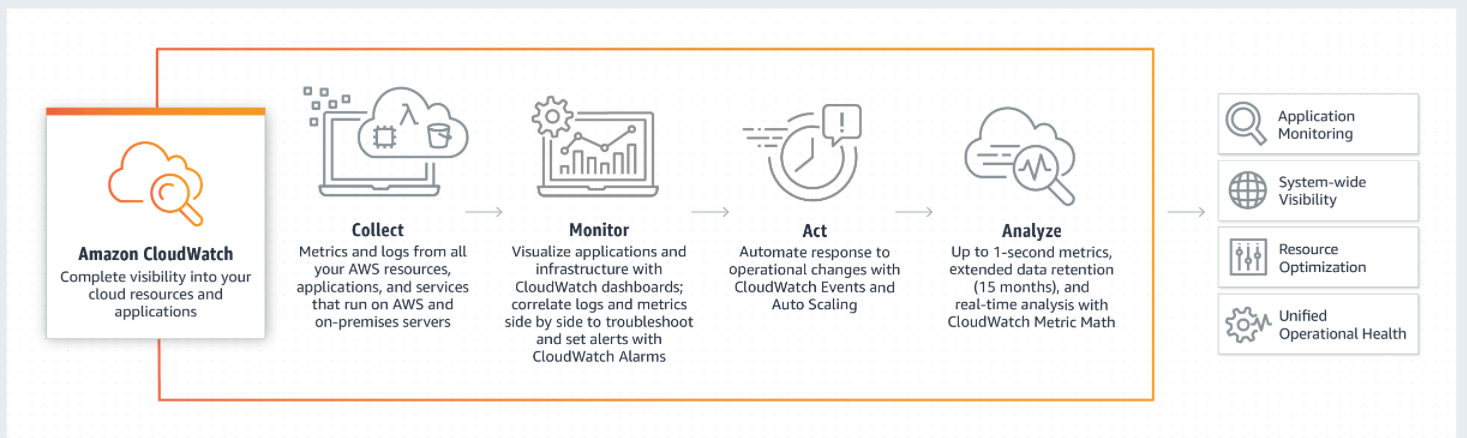 Amazon CloudWatch
Complete visibility into your
cloud resources and
applications
λ
Collect
Metrics and logs from all
your AWS resources,
applications, and services
that run on AWS and
on-premises servers
Monitor
Visualize applications and
infrastructure with
CloudWatch dashboards;
correlate logs and metrics
side by side to troubleshoot
and set alerts with
CloudWatch Alarms
!
Act
Automate response to
operational changes with
CloudWatch Events and
Auto Scaling
Analyze
Up to 1-second metrics,
extended data retention
(15 months), and
real-time analysis with
CloudWatch Metric Math
Application
Monitoring
System-wide
Visibility
Resource
Optimization
Unified
Operational Health